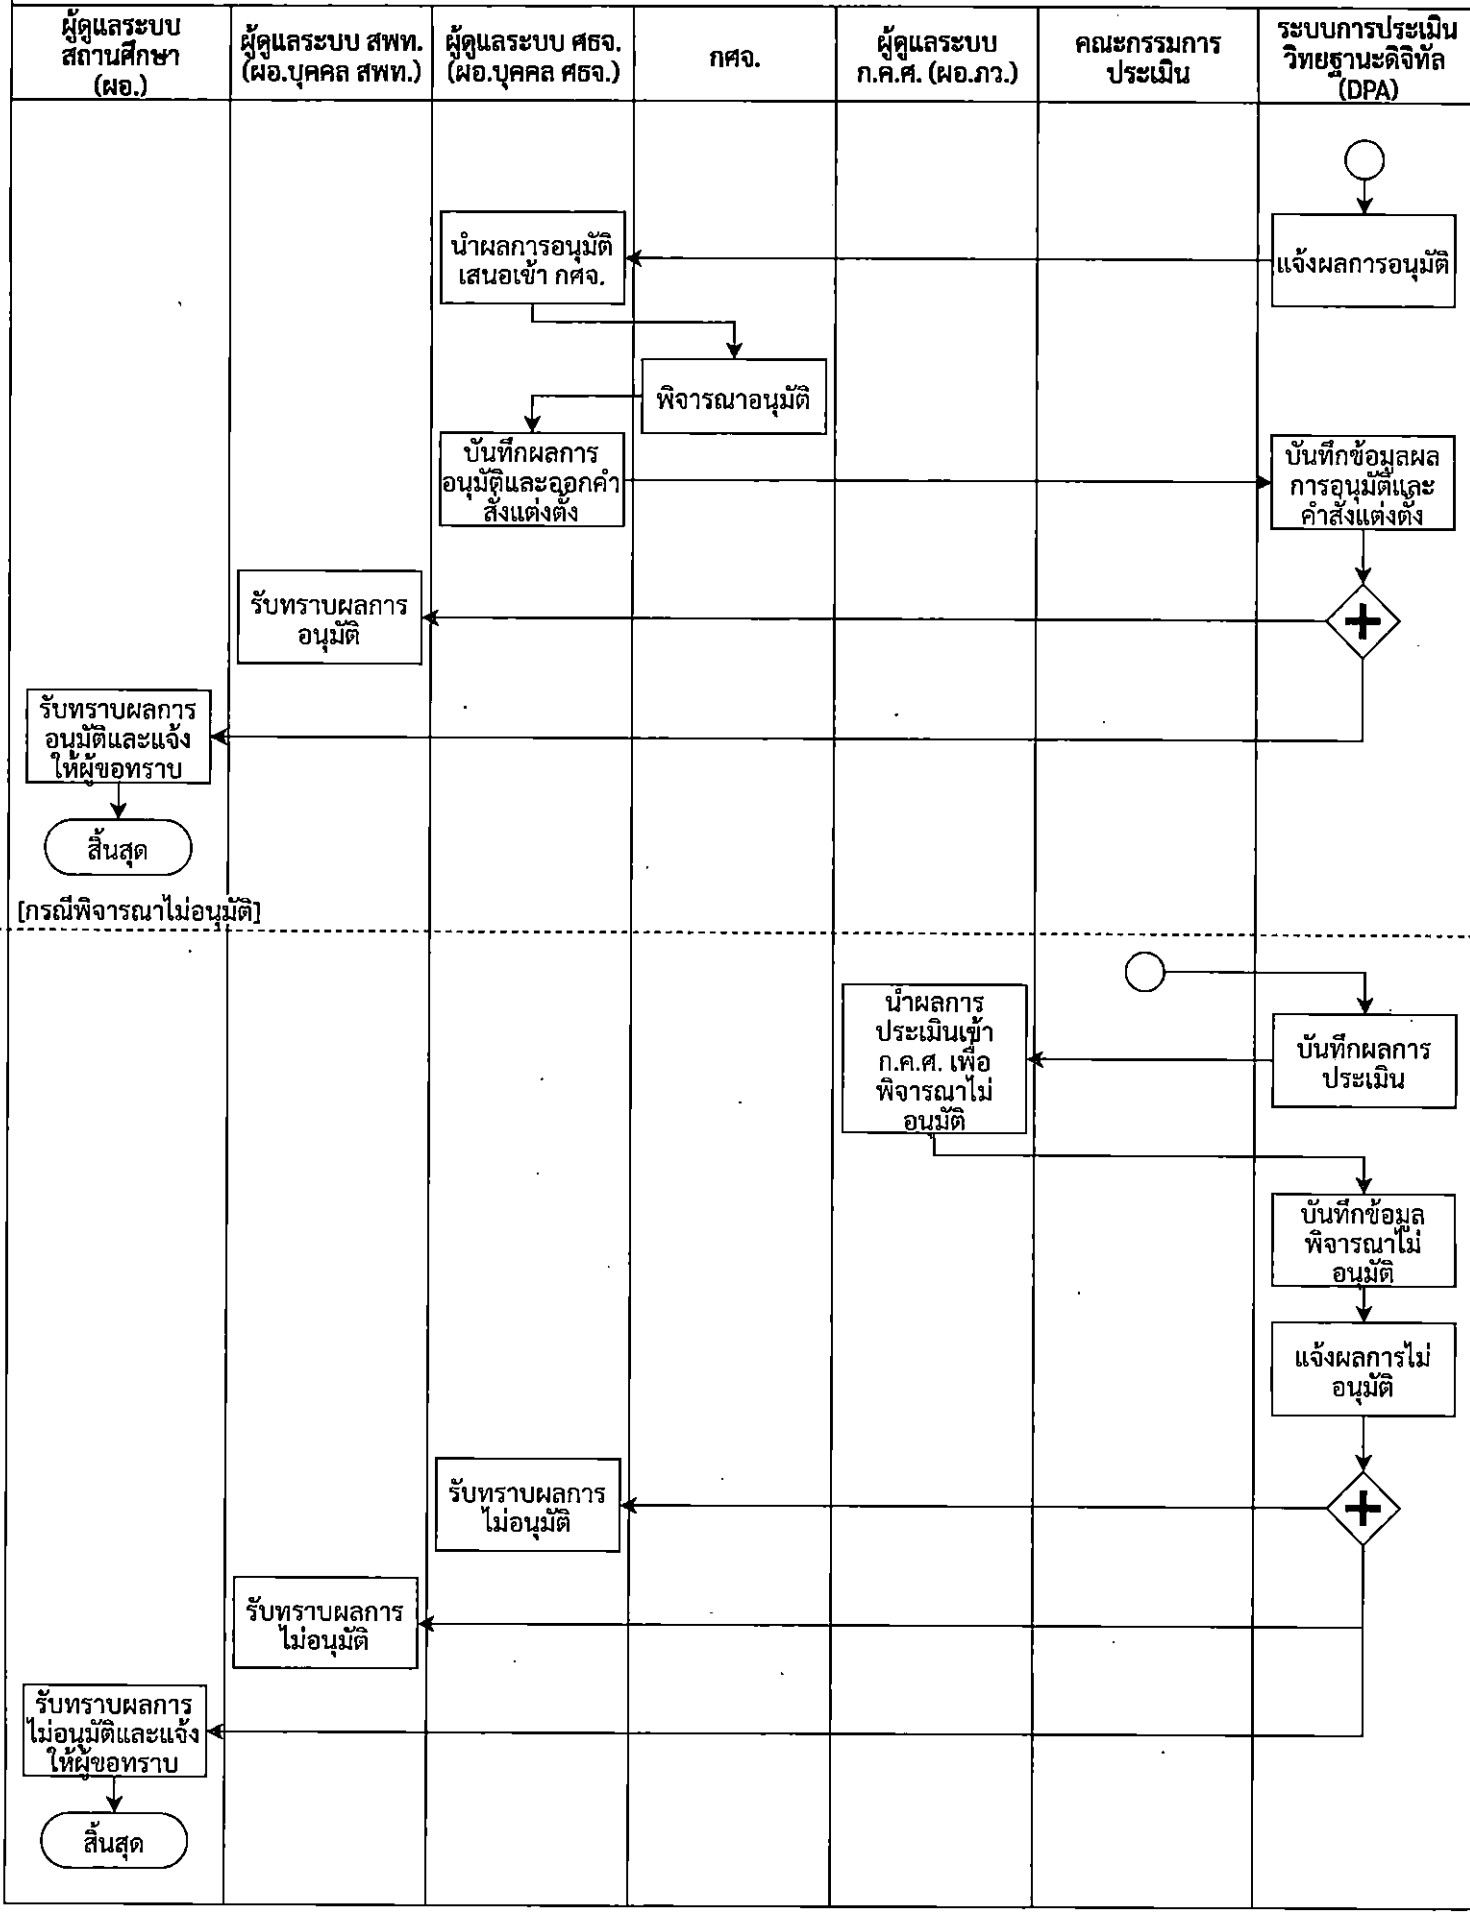 ผู้ดูแลระบบ
สถานศึกษา
(ผอ.)
ผู้ดูแลระบบ สพท.
(ผอ.บุคคล สพท.)
ผู้ดูแลระบบ ศธจ.
(ผอ.บุคคล ศธจ.)
กศจ.
ผู้ดูแลระบบ
ก.ค.ศ. (ผอ.ภว.)
คณะกรรมการ
ประเมิน
ระบบการประเมิน
วิทยฐานะดิจิทัล
(DPA)
แจ้งผลการอนุมัติ
นำผลการอนุมัติ
เสนอเข้า กศจ.
พิจารณาอนุมัติ
บันทึกผลการ
อนุมัติและออกคำ
สั่งแต่งตั้ง
บันทึกข้อมูลผล
การอนุมัติและ
คำสั่งแต่งตั้ง
รับทราบผลการ
อนุมัติ
รับทราบผลการ
อนุมัติและแจ้ง
ให้ผู้ขอทราบ
สิ้นสุด
[กรณีพิจารณาไม่อนุมัติ]
บันทึกผลการ
ประเมิน
นำผลการ
ประเมินเข้า
ก.ค.ศ. เพื่อ
พิจารณาไม่
อนุมัติ
บันทึกข้อมูล
พิจารณาไม่
อนุมัติ
แจ้งผลการไม่
อนุมัติ
รับทราบผลการ
ไม่อนุมัติ
รับทราบผลการ
ไม่อนุมัติ
รับทราบผลการ
ไม่อนุมัติและแจ้ง
ให้ผู้ขอทราบ
สิ้นสุด